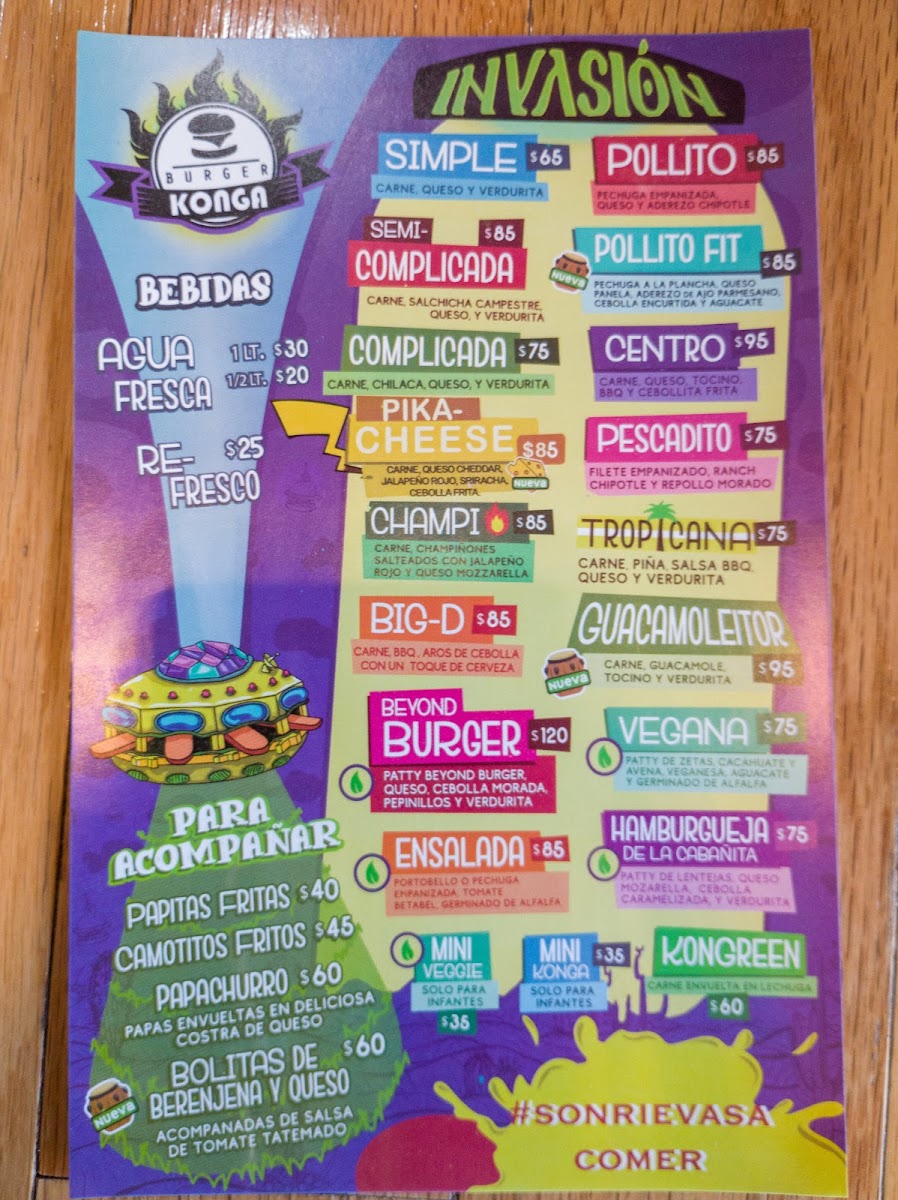 BURGER
KONGA
BEBIDAS
AGUA
FRESCA
1 LT. $30
1/2 LT. $20
RE-
FRESCO
$25
PARA
ACOMPAÑAR
PAPITAS FRITAS $40
CAMOTITOS FRITOS $45
PAPACHURRO $60
PAPAS ENVUELTAS EN DELICIOSA
COSTRA DE QUESO
BOLITAS DE $60
BERENJENA Y QUESO
Nueva
ACOMPANADAS DE SALSA
DE TOMATE TATEMADO
INVASIÓN
SIMPLE $65
CARNE, QUESO Y VERDURITA
SEMI- $85
COMPLICADA
CARNE, SALCHICHA CAMPESTRE,
QUESO, Y VERDURITA
COMPLICADA $75
CARNE, CHILACA, QUESO, Y VERDURITA
PIKA-
CHEESE $85
CARNE, QUESO CHEDDAR,
JALAPEÑO ROJO, SRIRACHA,
CEBOLLA FRITA.
Nueva
CHAMPI $85
CARNE, CHAMPIÑONES
SALTEADOS CON JALAPEÑO
ROJO Y QUESO MOZZARELLA
BIG-D $85
CARNE, BBQ, AROS DE CEBOLLA
CON UN TOQUE DE CERVEZA.
BEYOND
BURGER $120
PATTY BEYOND BURGER,
QUESO, CEBOLLA MORADA,
PEPINILLOS Y VERDURITA
ENSALADA $85
PORTOBELLO O PECHUGA
EMPANIZADA, TOMATE
BETABEL, GERMINADO DE ALFALFA
MINI
VEGGIE
SOLO PARA
INFANTES
$35
MINI $35
KONGA
SOLO PARA
INFANTES
POLLITO $85
PECHUGA EMPANIZADA,
QUESO Y ADEREZO CHIPOTLE
POLLITO FIT $85
Nueva
PECHUGA A LA PLANCHA, QUESO
PANELA, ADEREZO DE AJO PARMESANO,
CEBOLLA ENCURTIDA Y AGUACATE
CENTRO $95
CARNE, QUESO, TOCINO,
BBQ Y CEBOLLITA FRITA
PESCADITO $75
FILETE EMPANIZADO, RANCH
CHIPOTLE Y REPOLLO MORADO
TROPICANA $75
CARNE, PIÑA, SALSA BBQ,
QUESO Y VERDURITA
GUACAMOLEITOR
Nueva
CARNE, GUACAMOLE,
TOCINO Y VERDURITA
$95
VEGANA $75
PATTY DE ZETAS, CACAHUATE Y
AVENA, VEGANESA, AGUACATE
Y GERMINADO DE ALFALFA
HAMBURGUEJA $75
DE LA CABAÑITA
PATTY DE LENTEJAS, QUESO
MOZARELLA, CEBOLLA
CARAMELIZADA, Y VERDURITA
KONGREEN
CARNE ENVUELTA EN LECHUGA
$60
#SONRIEVASA
COMER